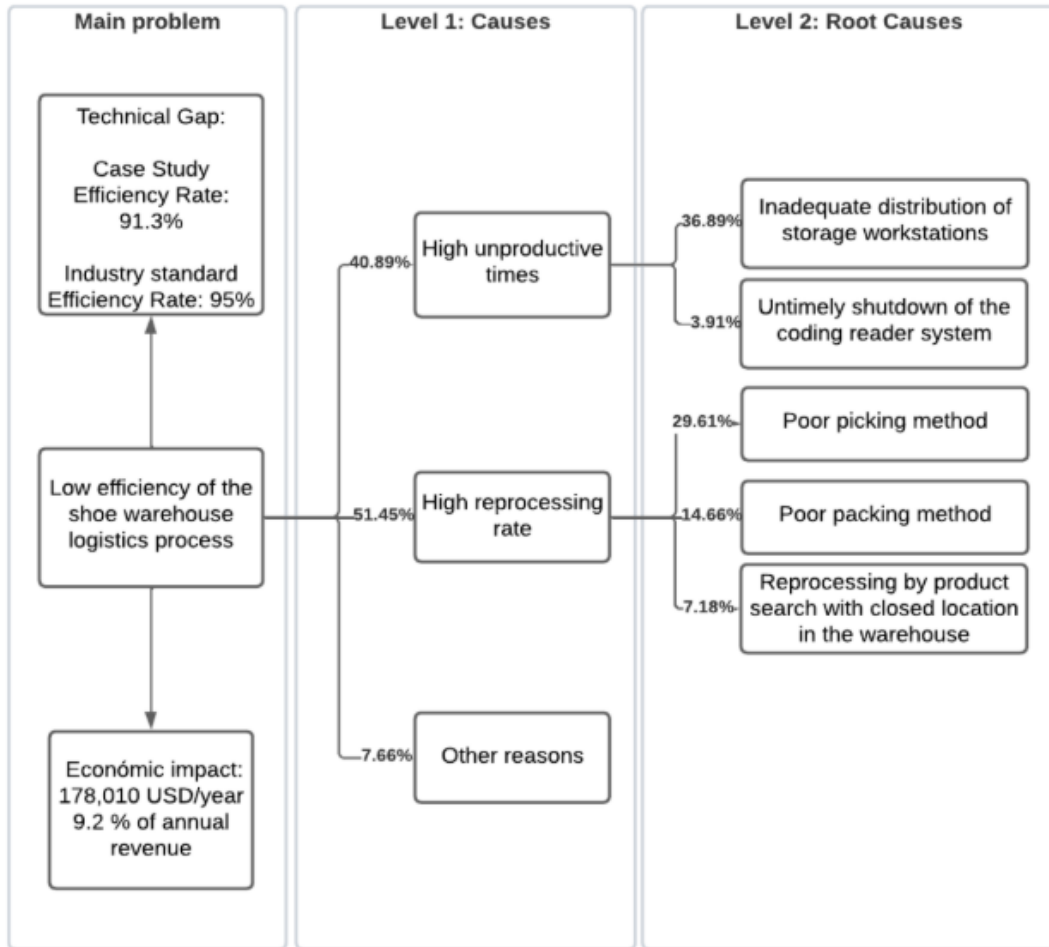 Main problem
Technical Gap:
Case Study
Efficiency Rate:
91.3%
Industry standard
Efficiency Rate: 95%
Low efficiency of the
shoe warehouse
logistics process
Económic impact:
178,010 USD/year
9.2 % of annual
revenue
Level 1: Causes
40.89%
High unproductive
times
51.45%
High reprocessing
rate
7.66%
Other reasons
Level 2: Root Causes
36.89%
Inadequate distribution of
storage workstations
3.91%
Untimely shutdown of the
coding reader system
29.61%
Poor picking method
14.66%
Poor packing method
7.18%
Reprocessing by product
search with closed location
in the warehouse